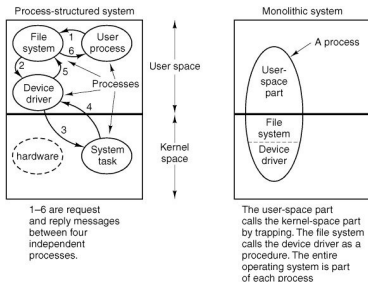 Process-structured system
Monolithic system
File
system
1
6
User
process
2
5
Device
driver
Processes
3
4
hardware
System
task
User space
Kernel
space
A process
User-
space
part
File
system
Device
driver
1–6 are request
and reply messages
between four
independent
processes.
The user-space part
calls the kernel-space part
by trapping. The file system
calls the device driver as a
procedure. The entire
operating system is part
of each process